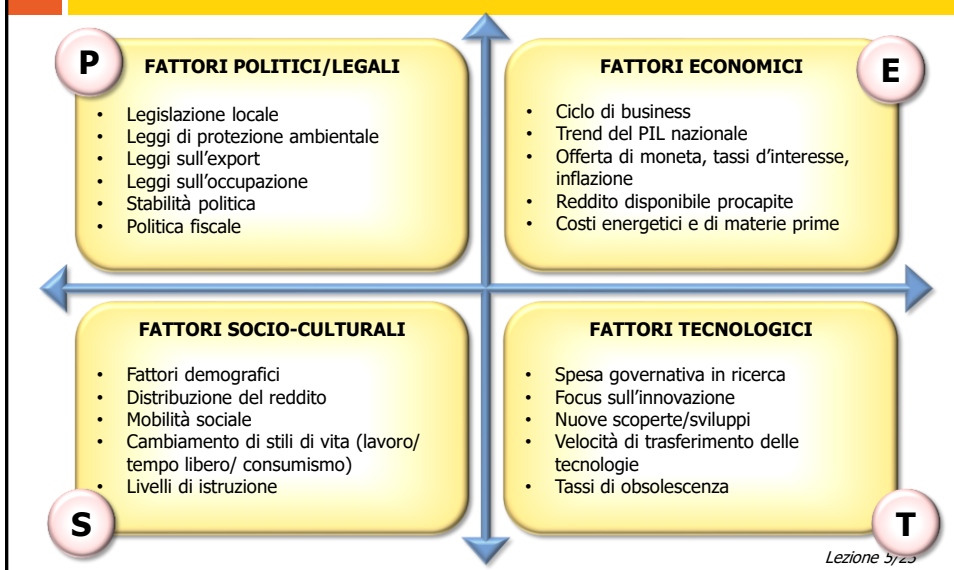 P
FATTORI POLITICI/LEGALI
• Legislazione locale
• Leggi di protezione ambientale
• Leggi sull'export
• Leggi sull'occupazione
• Stabilità politica
• Politica fiscale
FATTORI ECONOMICI
E
• Ciclo di business
• Trend del PIL nazionale
• Offerta di moneta, tassi d'interesse,
inflazione
• Reddito disponibile procapite
• Costi energetici e di materie prime
FATTORI SOCIO-CULTURALI
• Fattori demografici
• Distribuzione del reddito
• Mobilità sociale
• Cambiamento di stili di vita (lavoro/
tempo libero/ consumismo)
• Livelli di istruzione
S
FATTORI TECNOLOGICI
• Spesa governativa in ricerca
• Focus sull'innovazione
• Nuove scoperte/sviluppi
• Velocità di trasferimento delle
tecnologie
• Tassi di obsolescenza
T
Lezione